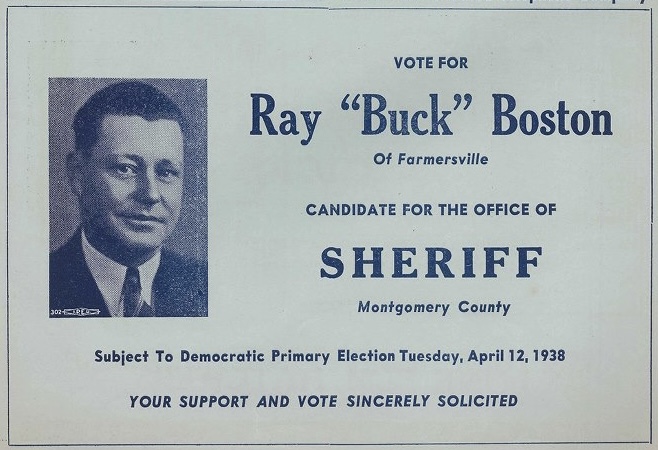 VOTE FOR
Ray “Buck” Boston
Of Farmersville
CANDIDATE FOR THE OFFICE OF
SHERIFF
Montgomery County
302
Subject To Democratic Primary Election Tuesday, April 12, 1938
YOUR SUPPORT AND VOTE SINCERELY SOLICITED